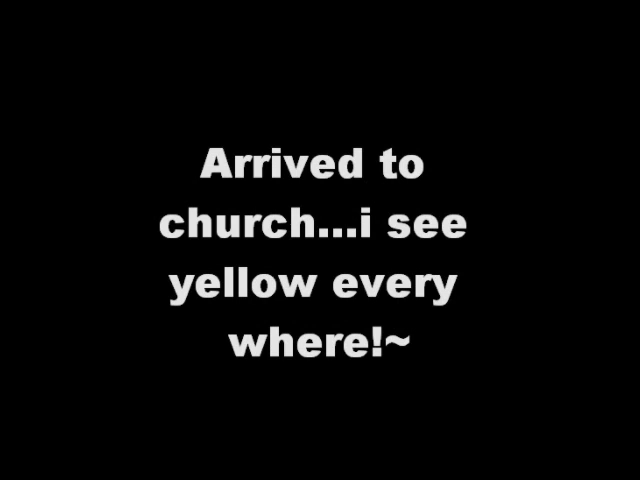 Arrived to
church...i see
yellow every
where!~